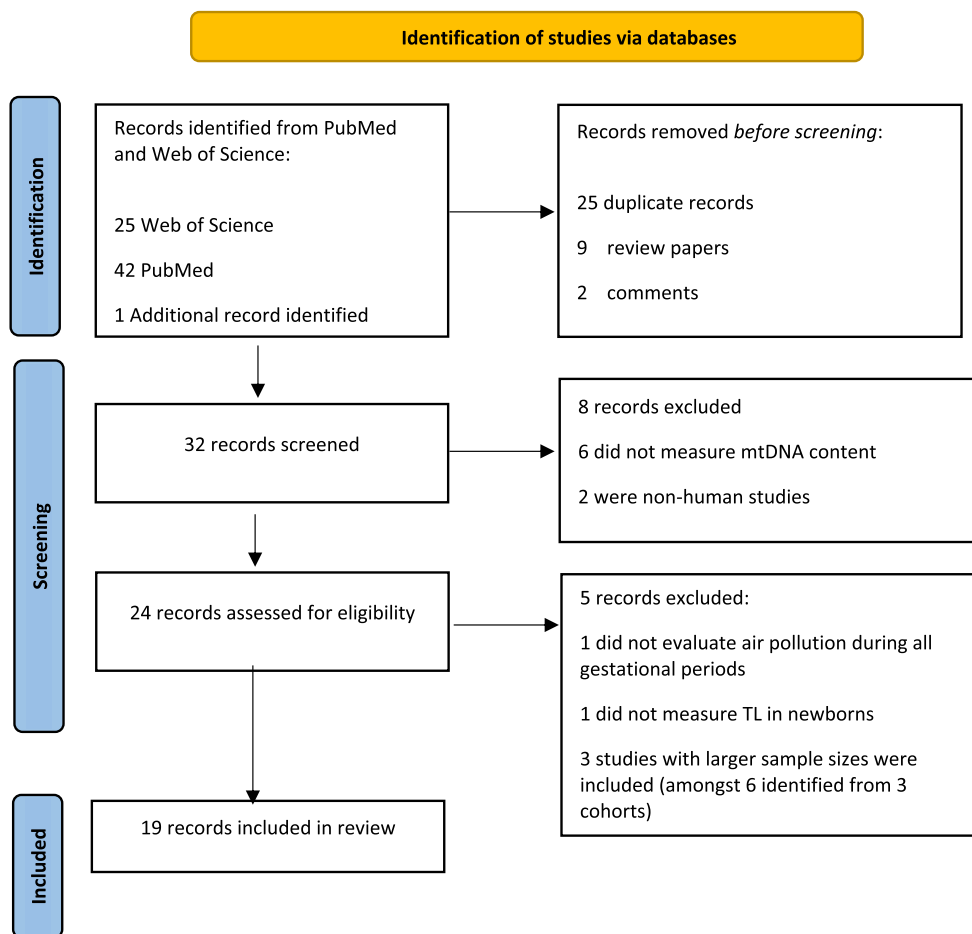 Identification of studies via databases
Identification
Records identified from PubMed
and Web of Science:
25 Web of Science
42 PubMed
1 Additional record identified
Records removed before screening:
25 duplicate records
9 review papers
2 comments
Screening
32 records screened
8 records excluded
6 did not measure mtDNA content
2 were non-human studies
24 records assessed for eligibility
5 records excluded:
1 did not evaluate air pollution during all
gestational periods
1 did not measure TL in newborns
3 studies with larger sample sizes were
included (amongst 6 identified from 3
cohorts)
Included
19 records included in review